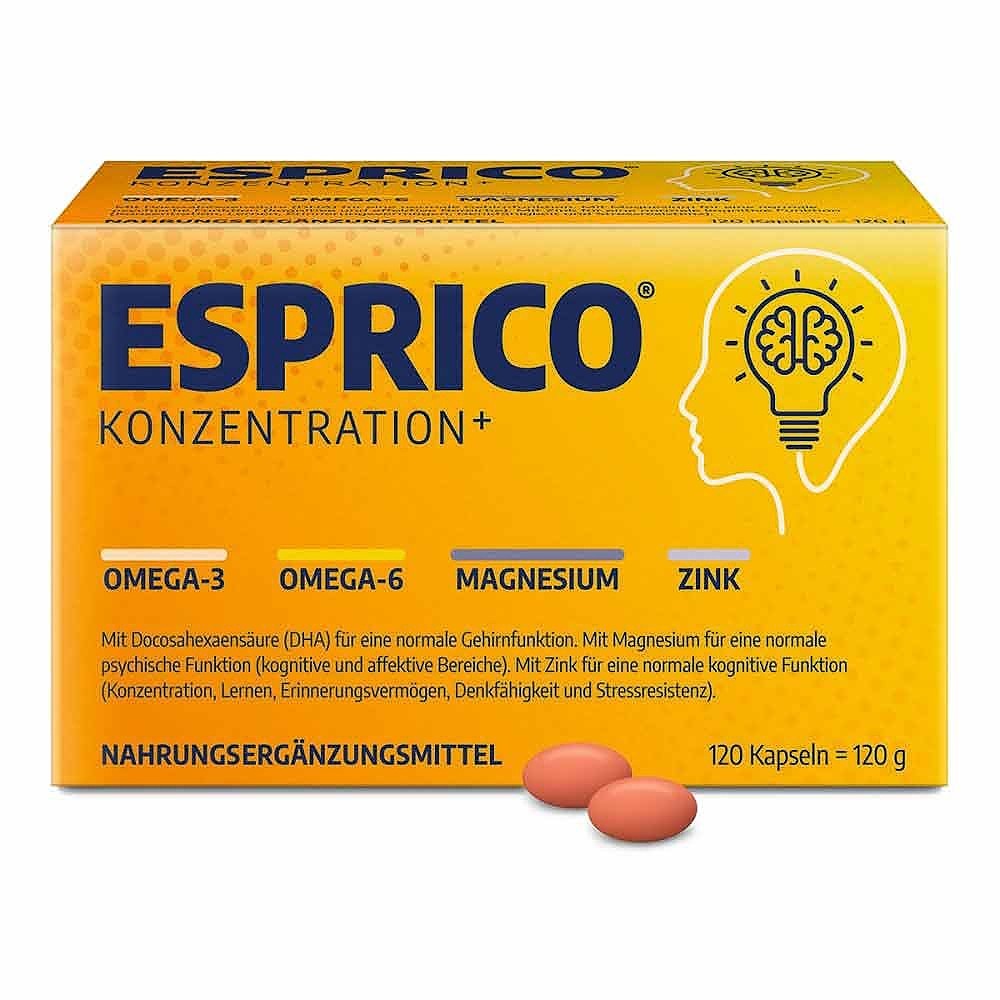 ESPRICO®
KONZENTRATION+
OMEGA-3 OMEGA-6 MAGNESIUM ZINK
NAHRUNGSERGÄNZUNGSMITTEL 120 Kapseln = 120 g
ESPRICO®
KONZENTRATION+
OMEGA-3 OMEGA-6 MAGNESIUM ZINK
Mit Docosahexaensäure (DHA) für eine normale Gehirnfunktion. Mit Magnesium für eine normale
psychische Funktion (kognitive und affektive Bereiche). Mit Zink für eine normale kognitive Funktion
(Konzentration, Lernen, Erinnerungsvermögen, Denkfähigkeit und Stressresistenz).
NAHRUNGSERGÄNZUNGSMITTEL 120 Kapseln = 120 g